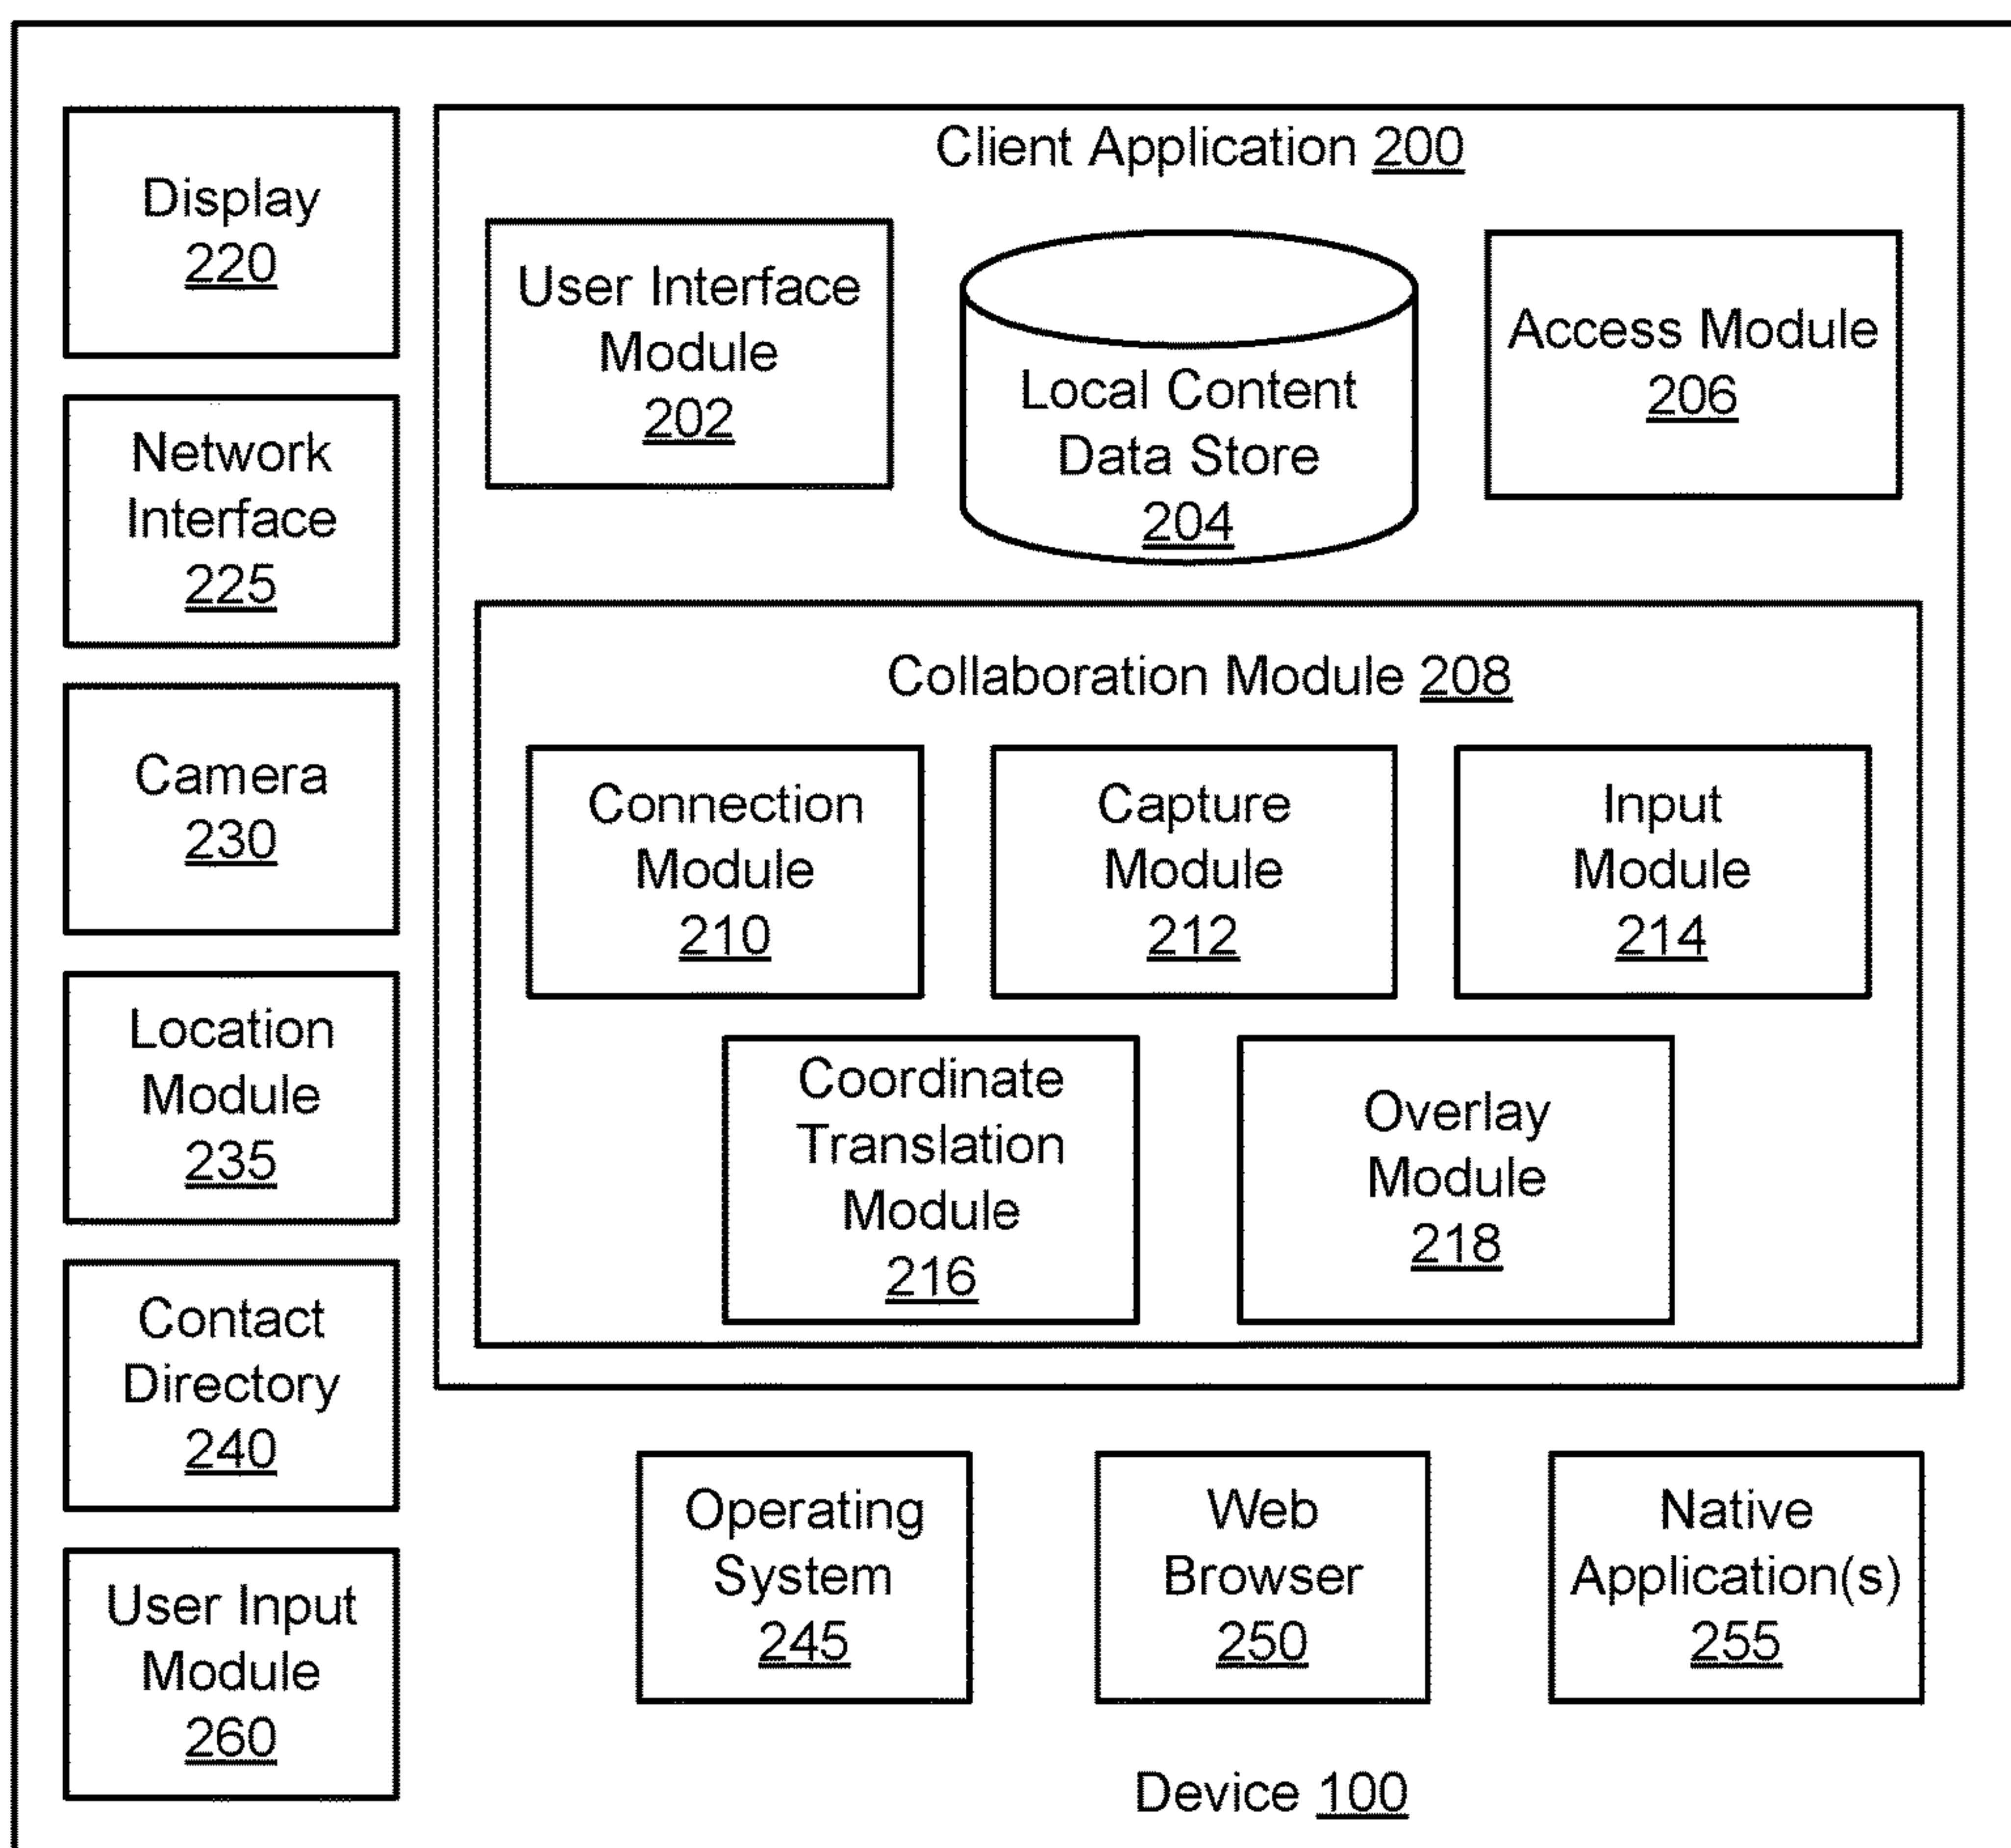 Display
220
Network
Interface
225
Camera
230
Location
Module
235
Contact
Directory
240
User Input
Module
260
Client Application 200
User Interface
Module
202
Local Content
Data Store
204
Access Module
206
Collaboration Module 208
Connection
Module
210
Capture
Module
212
Input
Module
214
Coordinate
Translation
Module
216
Overlay
Module
218
Operating
System
245
Web
Browser
250
Native
Application(s)
255
Device 100